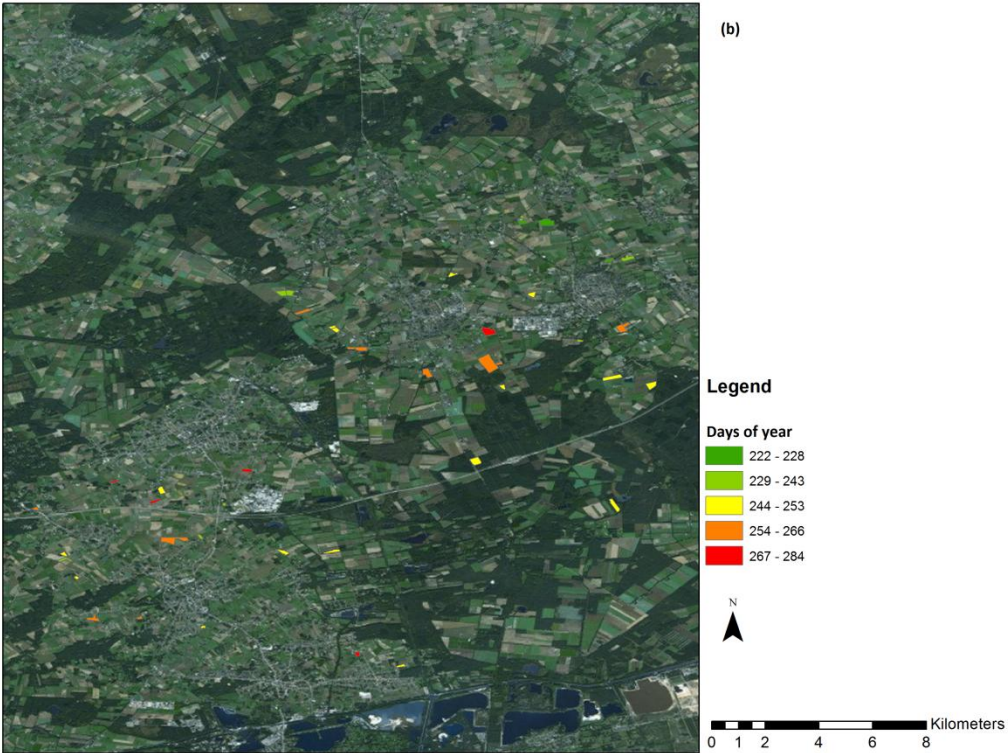 (b)
Legend
Days of year
222 - 228
229 - 243
244 - 253
254 - 266
267 - 284
N
Kilometers
0 1 2 4 6 8